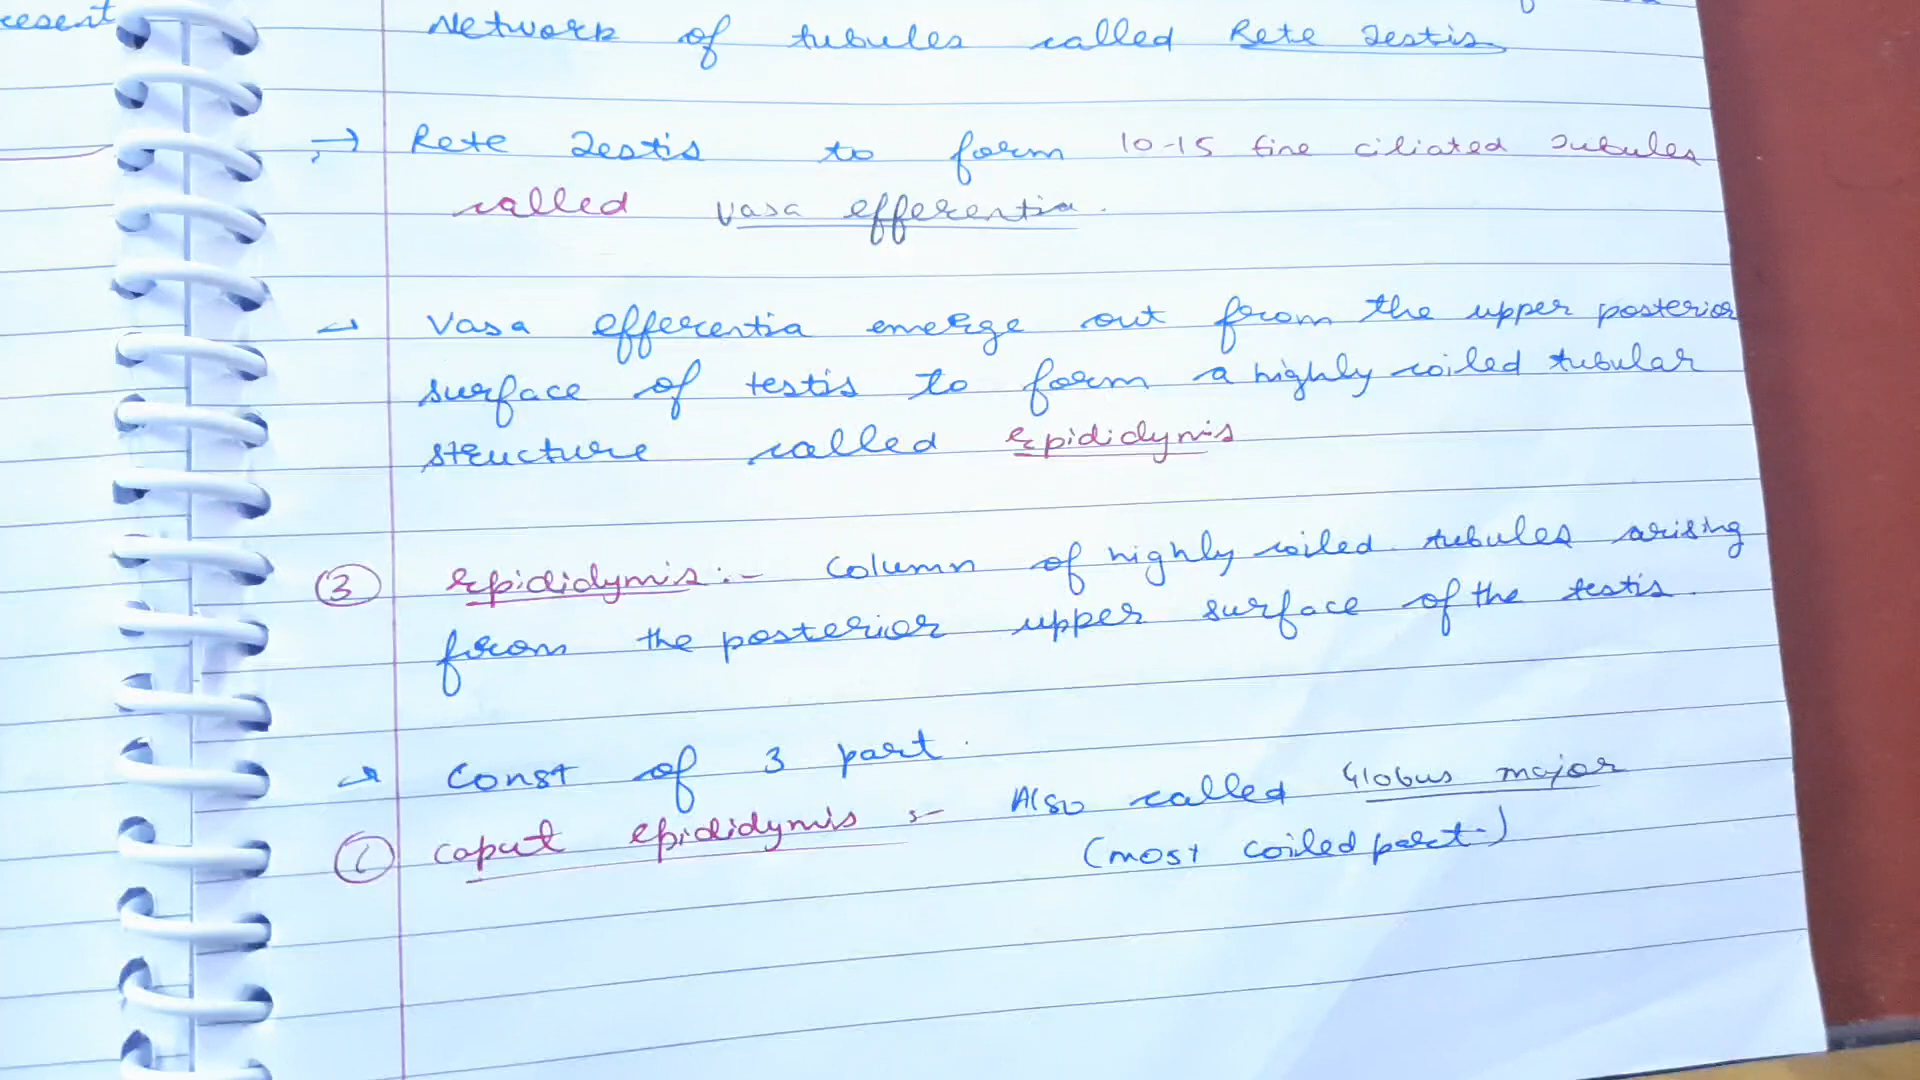 resent
Network of tubules called Rete Testis
→ Rete Testis to form 10-15 fine ciliated Tubules
called vasa efferentia.
→ Vasa efferentia emerge out from the upper posterior
surface of testis to form a highly coiled tubular
structure called Epididymis
③ Epididymis :- Column of highly coiled tubules arising
from the posterior upper surface of the testis.
→ Const of 3 part.
① Caput epididymis :- Also called Globus major
(most coiled part.)